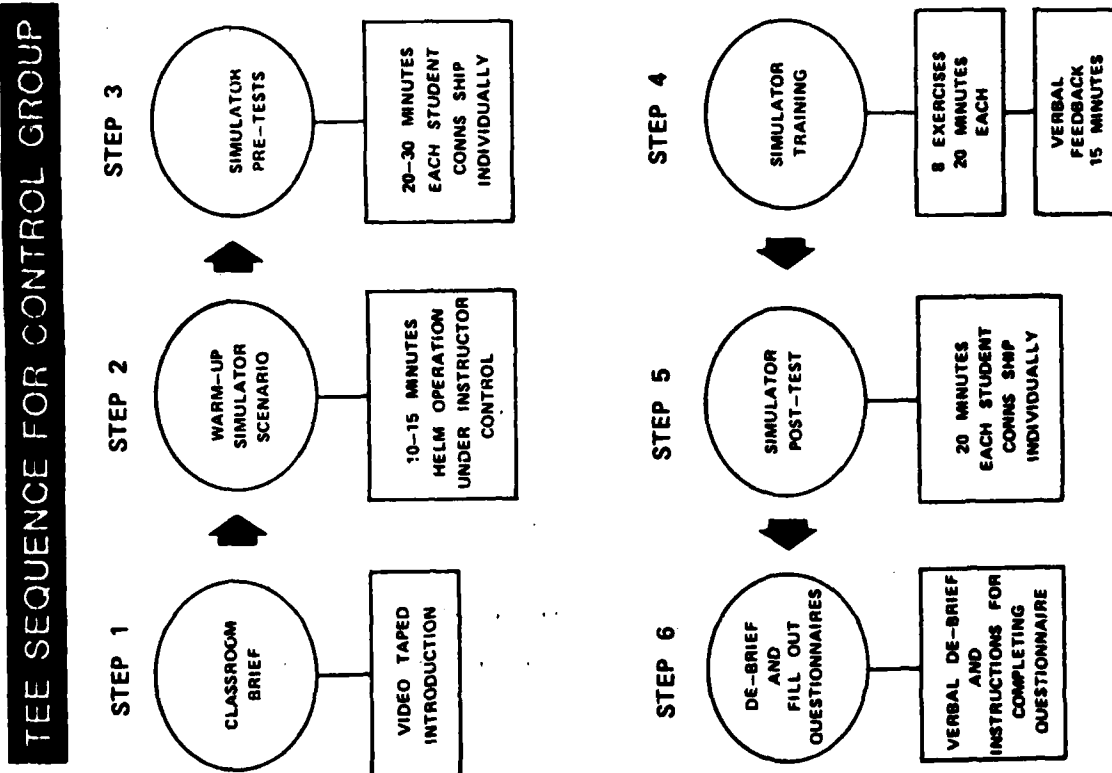 TEE SEQUENCE FOR CONTROL GROUP
STEP 1
CLASSROOM
BRIEF
VIDEO TAPED
INTRODUCTION
STEP 2
WARM-UP
SIMULATOR
SCENARIO
10-15 MINUTES
HELM OPERATION
UNDER INSTRUCTOR
CONTROL
STEP 3
SIMULATOR
PRE-TESTS
20-30 MINUTES
EACH STUDENT
CONNS SHIP
INDIVIDUALLY
STEP 4
SIMULATOR
TRAINING
8 EXERCISES
20 MINUTES
EACH
VERBAL
FEEDBACK
15 MINUTES
STEP 5
SIMULATOR
POST-TEST
20 MINUTES
EACH STUDENT
CONNS SHIP
INDIVIDUALLY
STEP 6
DE-BRIEF
AND
FILL OUT
QUESTIONNAIRES
VERBAL DE-BRIEF
AND
INSTRUCTIONS FOR
COMPLETING
QUESTIONNAIRE